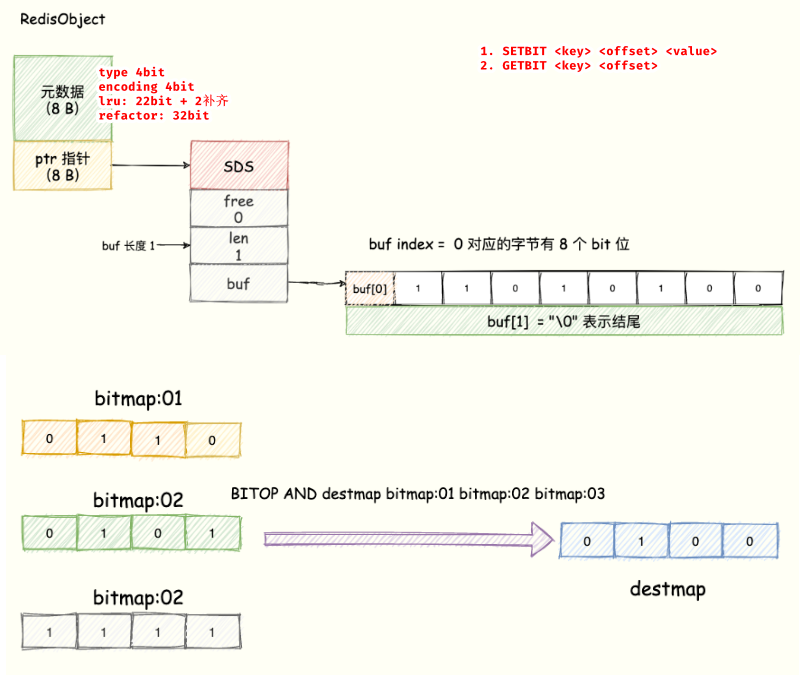 RedisObject
1. SETBIT <key> <offset> <value>
2. GETBIT <key> <offset>
元数据
(8 B)
type 4bit
encoding 4bit
lru: 22bit + 2补齐
refactor: 32bit
ptr 指针
(8 B)
SDS
free
0
buf 长度 1
len
1
buf
buf index = 0 对应的字节有 8 个 bit 位
buf[0] 1 1 0 1 0 1 0 0
buf[1] = "\0" 表示结尾
bitmap:01
0 1 1 0
bitmap:02
0 1 0 1
BITOP AND destmap bitmap:01 bitmap:02 bitmap:03
0 1 0 0
destmap
bitmap:02
1 1 1 1